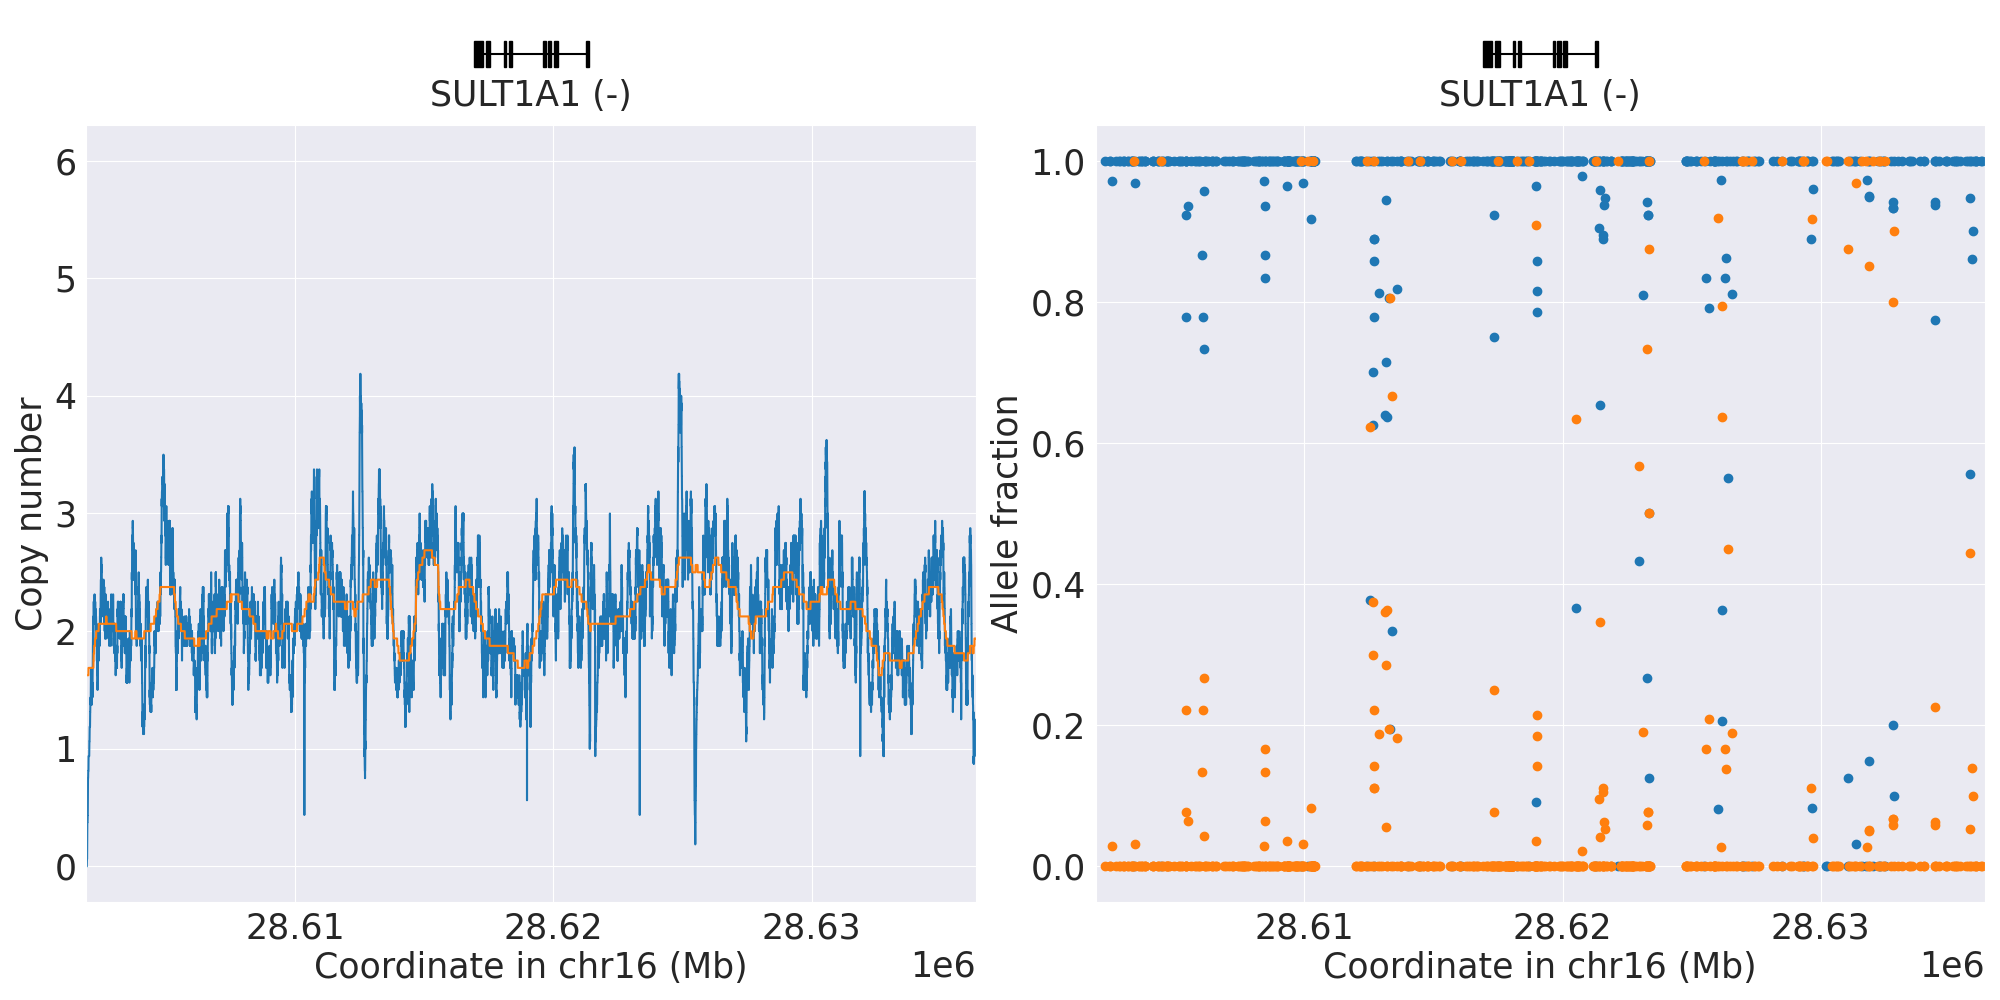 SULT1A1 (-)
Copy number
6
5
4
3
2
1
0
28.61
28.62
28.63
Coordinate in chr16 (Mb)
1e6
SULT1A1 (-)
Allele fraction
1.0
0.8
0.6
0.4
0.2
0.0
28.61
28.62
28.63
Coordinate in chr16 (Mb)
1e6